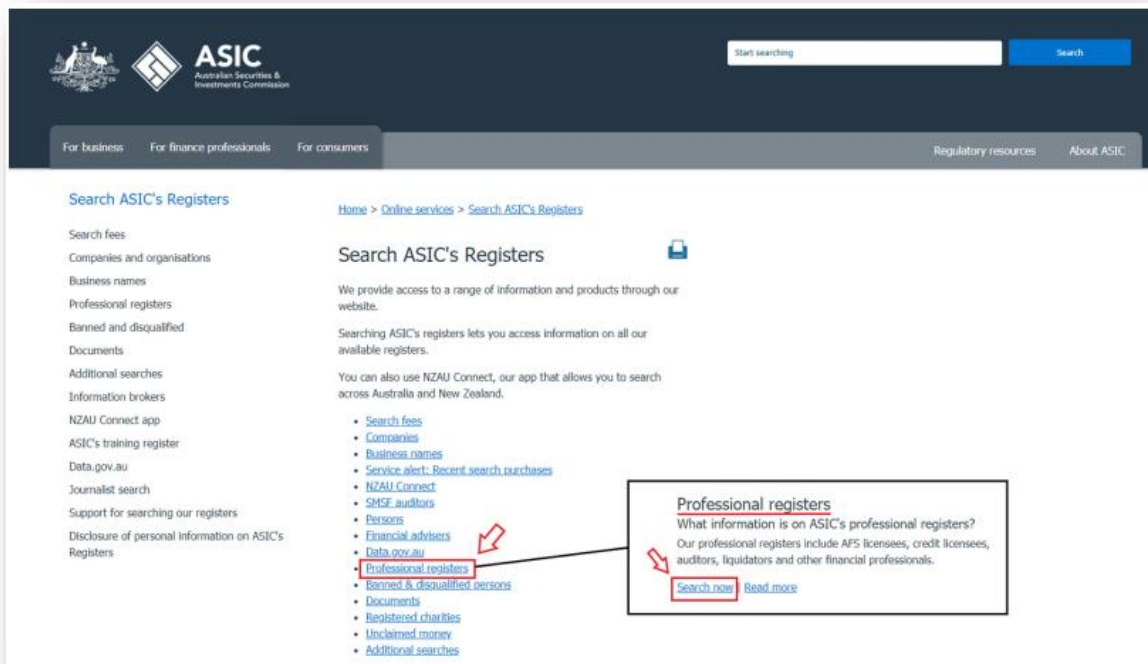 ASIC
Australian Securities &
Investments Commission
Start searching
Search
For business
For finance professionals
For consumers
Regulatory resources
About ASIC
Search ASIC's Registers
Search fees
Companies and organisations
Business names
Professional registers
Banned and disqualified
Documents
Additional searches
Information brokers
NZAU Connect app
ASIC's training register
Data.gov.au
Journalist search
Support for searching our registers
Disclosure of personal information on ASIC's
Registers
Home > Online services > Search ASIC's Registers
Search ASIC's Registers
We provide access to a range of information and products through our
website.
Searching ASIC's registers lets you access information on all our
available registers.
You can also use NZAU Connect, our app that allows you to search
across Australia and New Zealand.
• Search fees
• Companies
• Business names
• Service alert: Recent search purchases
• NZAU Connect
• SMSF auditors
• Persons
• Financial advisers
• Data.gov.au
• Professional registers
• Banned & disqualified persons
• Documents
• Registered charities
• Unclaimed money
• Additional searches
Professional registers
What information is on ASIC's professional registers?
Our professional registers include AFS licensees, credit licensees,
auditors, liquidators and other financial professionals.
Search now | Read more